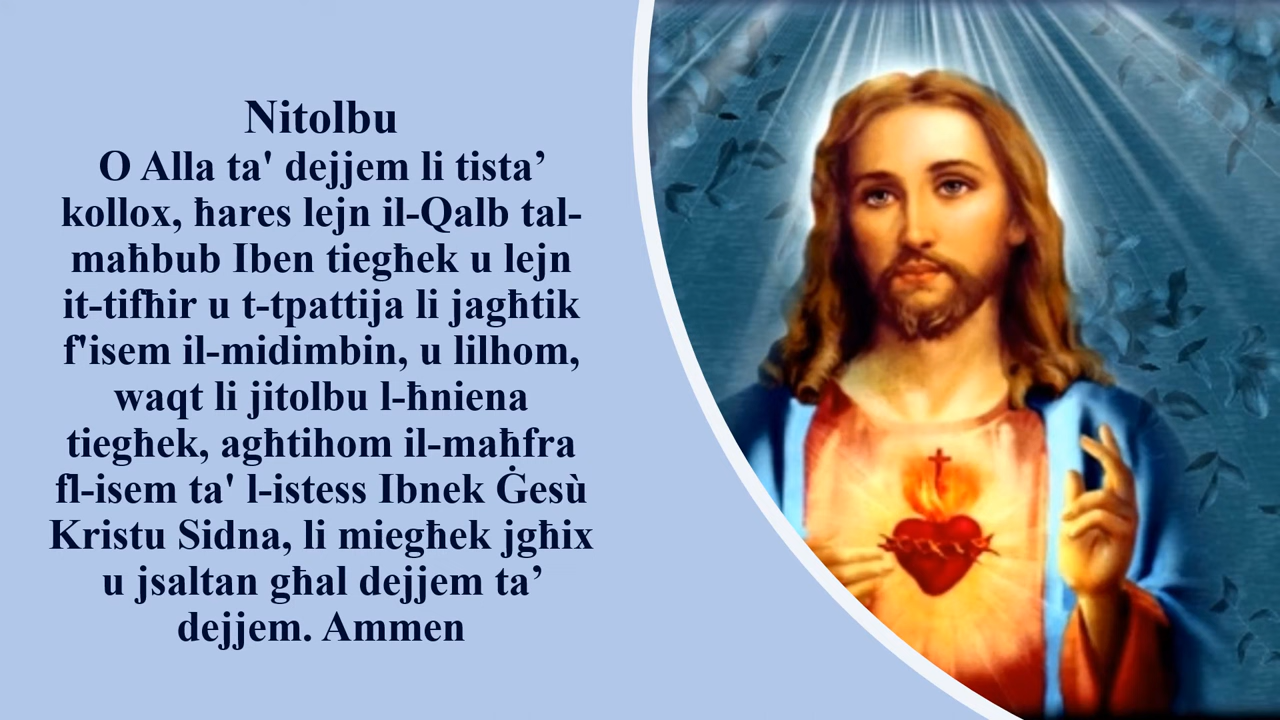 Nitolbu
O Alla ta' dejjem li tista’
kollox, ħares lejn il-Qalb tal-
maħbub Iben tiegħek u lejn
it-tifħir u t-tpattija li jagħtik
f'isem il-midimbin, u lilhom,
waqt li jitolbu l-ħniena
tiegħek, agħtihom il-maħfra
fl-isem ta' l-istess Ibnek Ġesù
Kristu Sidna, li miegħek jgħix
u jsaltan għal dejjem ta’
dejjem. Ammen